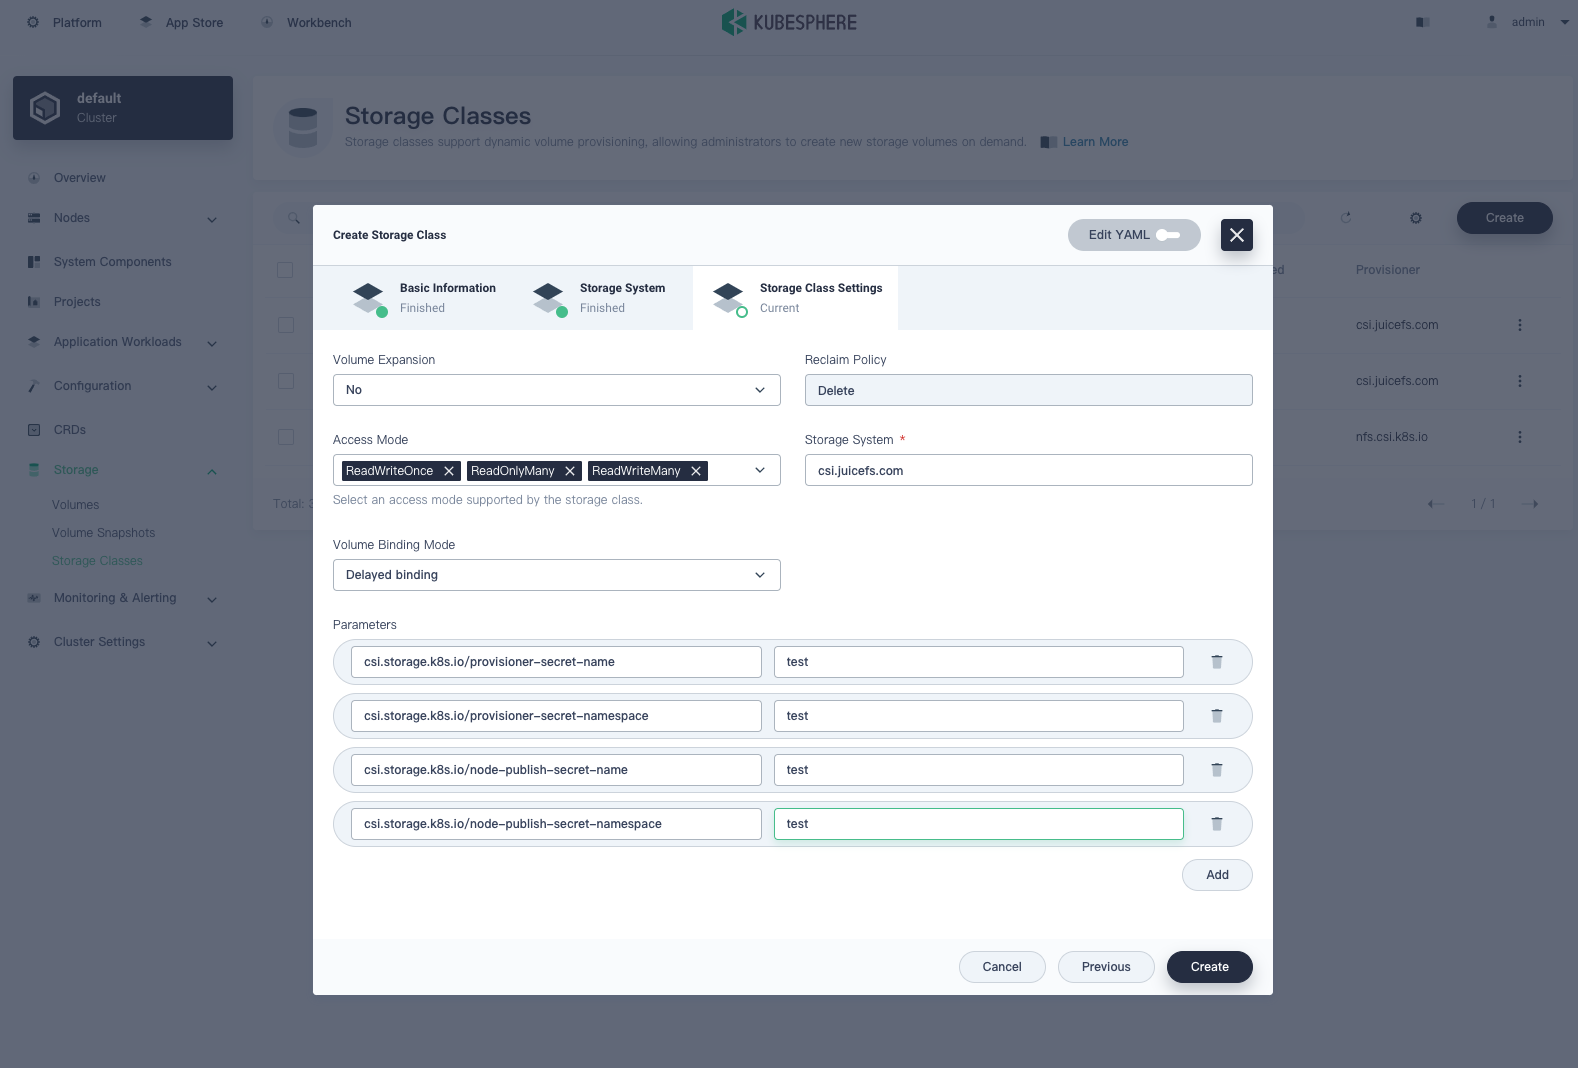 Platform
App Store
Workbench
KUBESPHERE
admin
default
Cluster
Overview
Nodes
System Components
Projects
Application Workloads
Configuration
CRDs
Storage
Volumes
Volume Snapshots
Storage Classes
Monitoring & Alerting
Cluster Settings
Storage Classes
Storage classes support dynamic volume provisioning, allowing administrators to create new storage volumes on demand.
Learn More
Create
Provisioner
csi.juicefs.com
csi.juicefs.com
nfs.csi.k8s.io
Total:
1 / 1
Create Storage Class
Edit YAML
Basic Information
Finished
Storage System
Finished
Storage Class Settings
Current
Volume Expansion
No
Reclaim Policy
Delete
Access Mode
ReadWriteOnce ReadOnlyMany ReadWriteMany
Select an access mode supported by the storage class.
Storage System *
csi.juicefs.com
Volume Binding Mode
Delayed binding
Parameters
csi.storage.k8s.io/provisioner-secret-name test
csi.storage.k8s.io/provisioner-secret-namespace test
csi.storage.k8s.io/node-publish-secret-name test
csi.storage.k8s.io/node-publish-secret-namespace test
Add
Cancel
Previous
Create